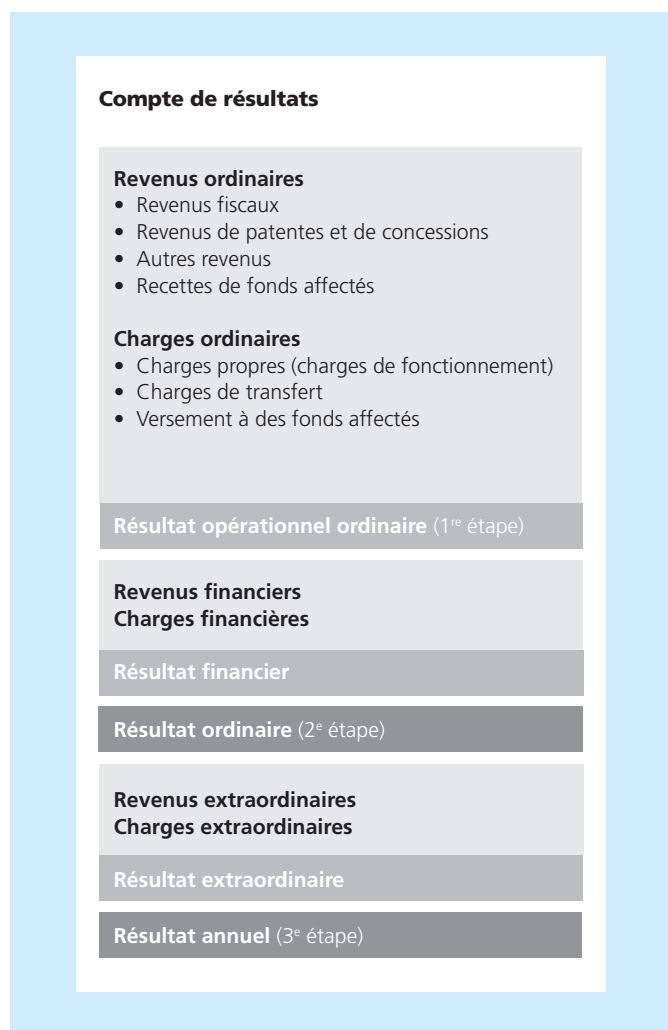 Compte de résultats
Revenus ordinaires
• Revenus fiscaux
• Revenus de patentes et de concessions
• Autres revenus
• Recettes de fonds affectés
Charges ordinaires
• Charges propres (charges de fonctionnement)
• Charges de transfert
• Versement à des fonds affectés
Résultat opérationnel ordinaire (1re étape)
Revenus financiers
Charges financières
Résultat financier
Résultat ordinaire (2e étape)
Revenus extraordinaires
Charges extraordinaires
Résultat extraordinaire
Résultat annuel (3e étape)